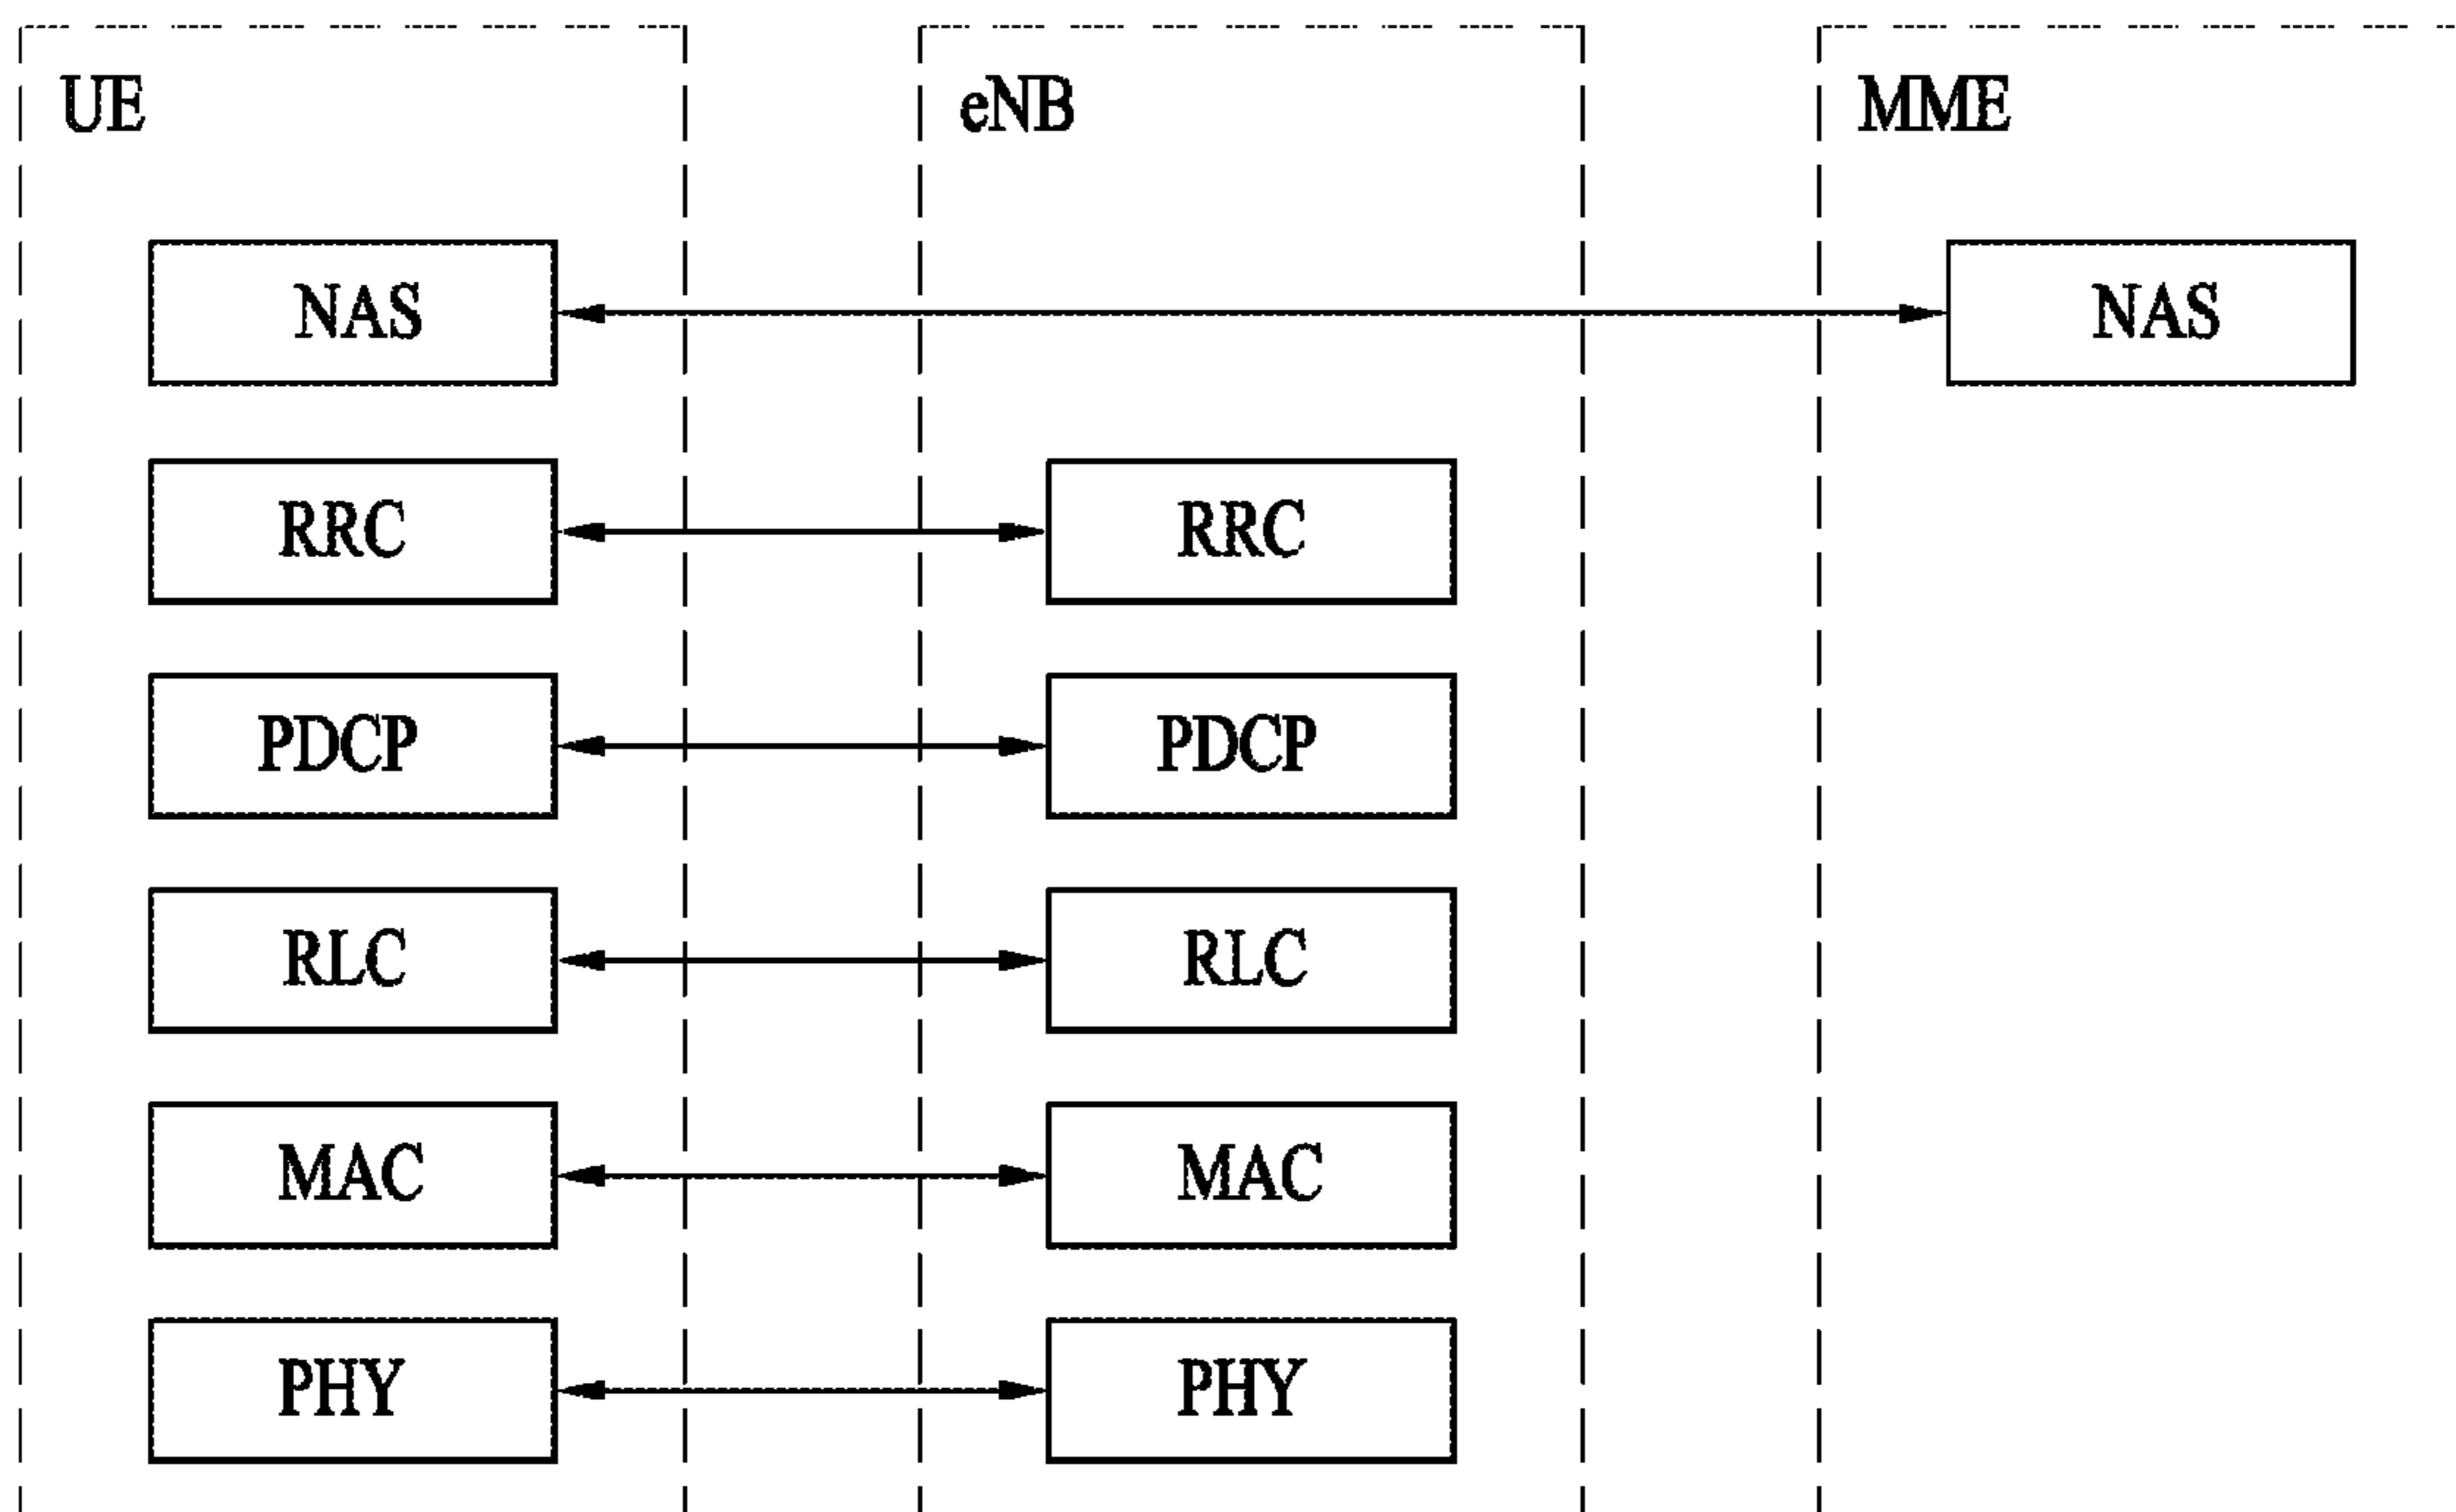 UE eNB MME
NAS NAS
RRC RRC
PDCP PDCP
RLC RLC
MAC MAC
PHY PHY